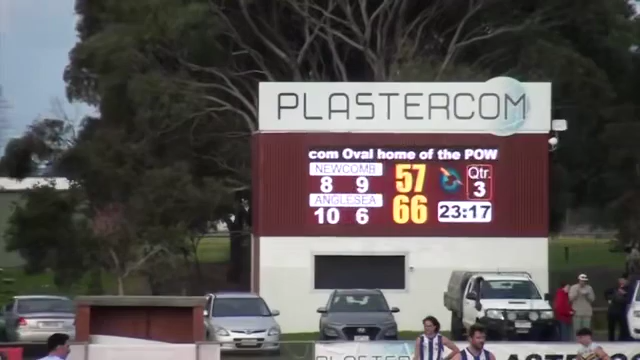 PLASTERCOM
com Oval home of the POW
NEWCOMB
8 9 57
Qtr.
3
ANGLESEA
10 6 66
23:17